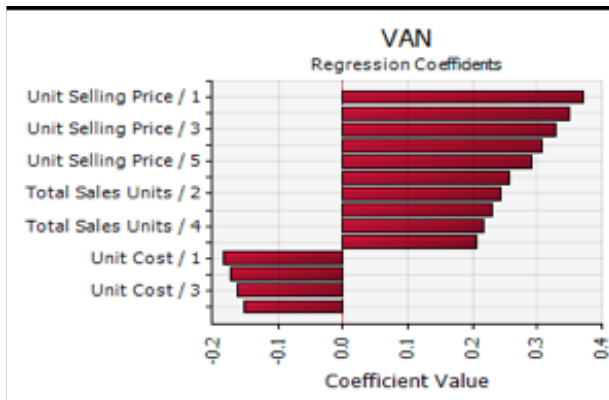 VAN
Regression Coefficients
Unit Selling Price / 1
Unit Selling Price / 3
Unit Selling Price / 5
Total Sales Units / 2
Total Sales Units / 4
Unit Cost / 1
Unit Cost / 3
-0.2 -0.1 0.0 0.1 0.2 0.3 0.4
Coefficient Value